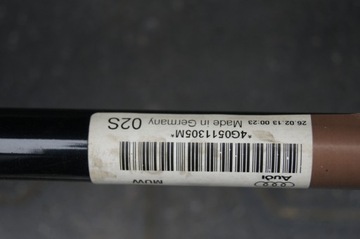 Audi
MUW
*4G0511305M*
Made in Germany
02S
26.02.13 00 23